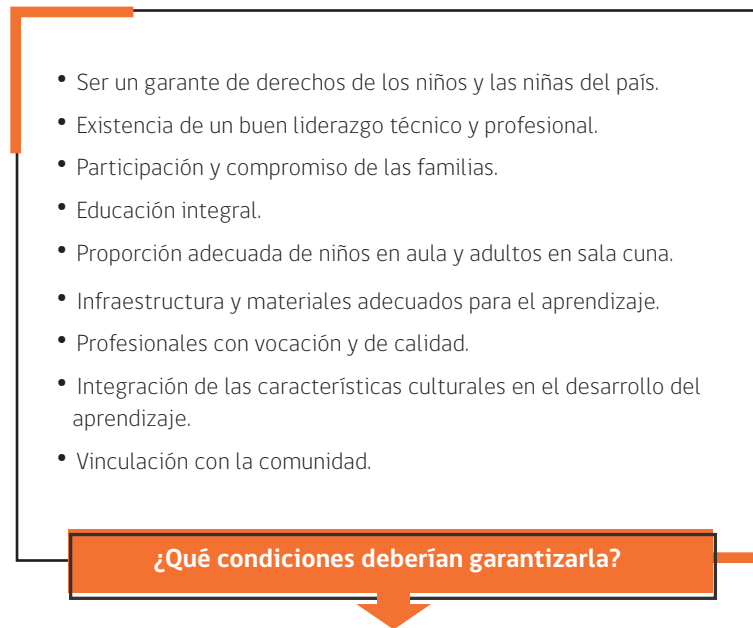 • Ser un garante de derechos de los niños y las niñas del país.
• Existencia de un buen liderazgo técnico y profesional.
• Participación y compromiso de las familias.
• Educación integral.
• Proporción adecuada de niños en aula y adultos en sala cuna.
• Infraestructura y materiales adecuados para el aprendizaje.
• Profesionales con vocación y de calidad.
• Integración de las características culturales en el desarrollo del
aprendizaje.
• Vinculación con la comunidad.
¿Qué condiciones deberían garantizarla?